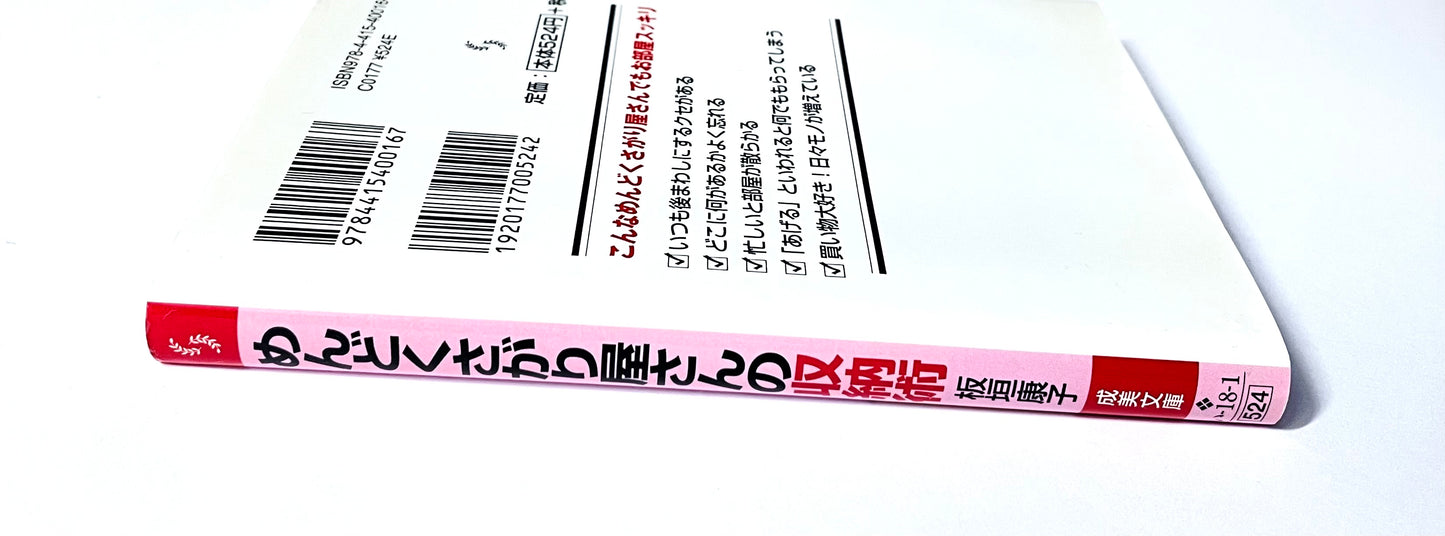 ISBN978-4-415-40016
C0177 ¥524E
定価：本体524円＋
9784415400167
1920177005242
こんなめんどくさがり屋さんでもお部屋スッキリ
☑いつも後まわしにするクセがある
☑どこに何があるかよく忘れる
☑忙しいと部屋が散らかる
☑「あげる」といわれると何でももらってしまう
☑買い物大好き！日々モノが増えている
めんどくさがり屋さんの収納術
板垣康子
成美文庫
-18-1
524